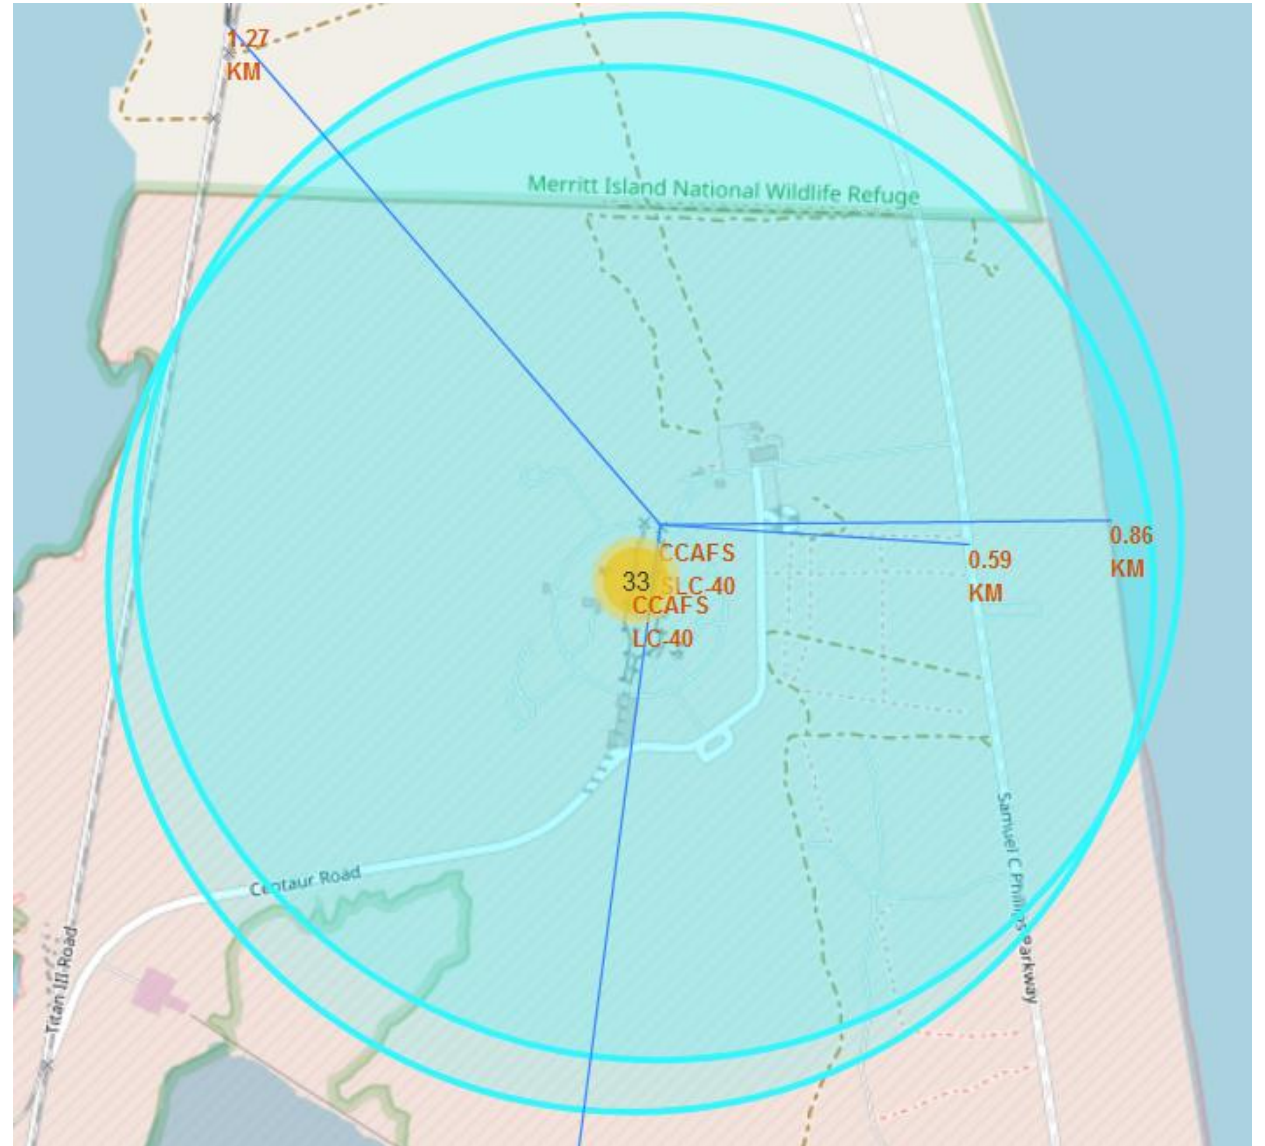 1.27
KM
Merritt Island National Wildlife Refuge
CCAFS
SLC-40
33
CCAFS
LC-40
0.59
KM
0.86
KM
Centaur Road
Titan III Road
Samuel C Phillips Parkway